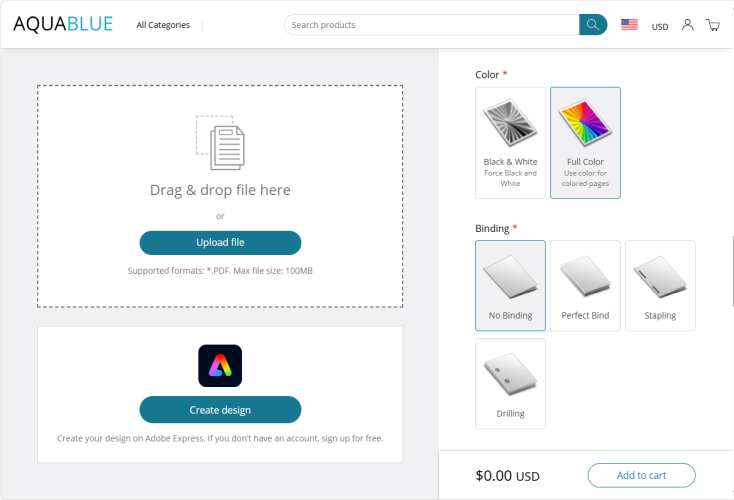 AQUABLUE
All Categories
Search products
USD
Drag & drop file here
or
Upload file
Supported formats: *.PDF. Max file size: 100MB
Create design
Create your design on Adobe Express. If you don't have an account, sign up for free.
Color *
Black & White
Force Black and
White
Full Color
Use color for
colored pages
Binding *
No Binding
Perfect Bind
Stapling
Drilling
$0.00 USD
Add to cart